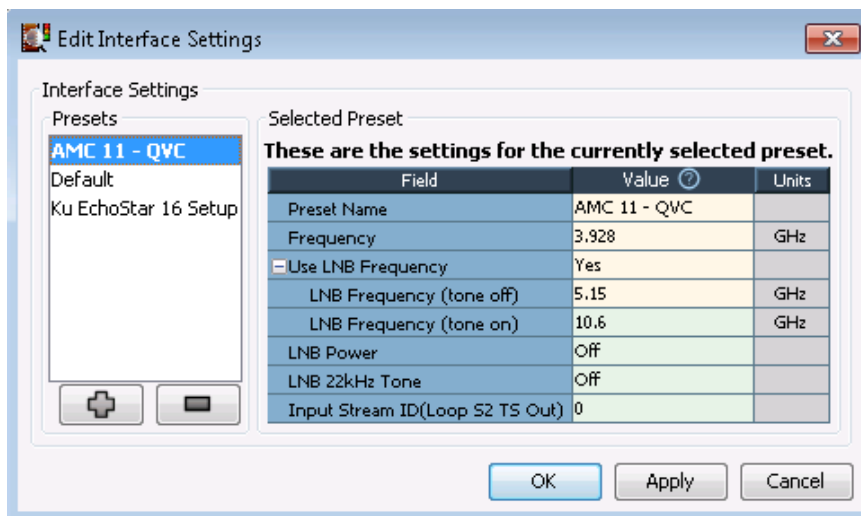 Edit Interface Settings
Interface Settings
Presets
AMC 11 - QVC
Default
Ku EchoStar 16 Setup
Selected Preset
These are the settings for the currently selected preset.
Field Value ? Units
Preset Name AMC 11 - QVC
Frequency 3.928 GHz
Use LNB Frequency Yes
LNB Frequency (tone off) 5.15 GHz
LNB Frequency (tone on) 10.6 GHz
LNB Power Off
LNB 22kHz Tone Off
Input Stream ID(Loop S2 TS Out) 0
OK Apply Cancel